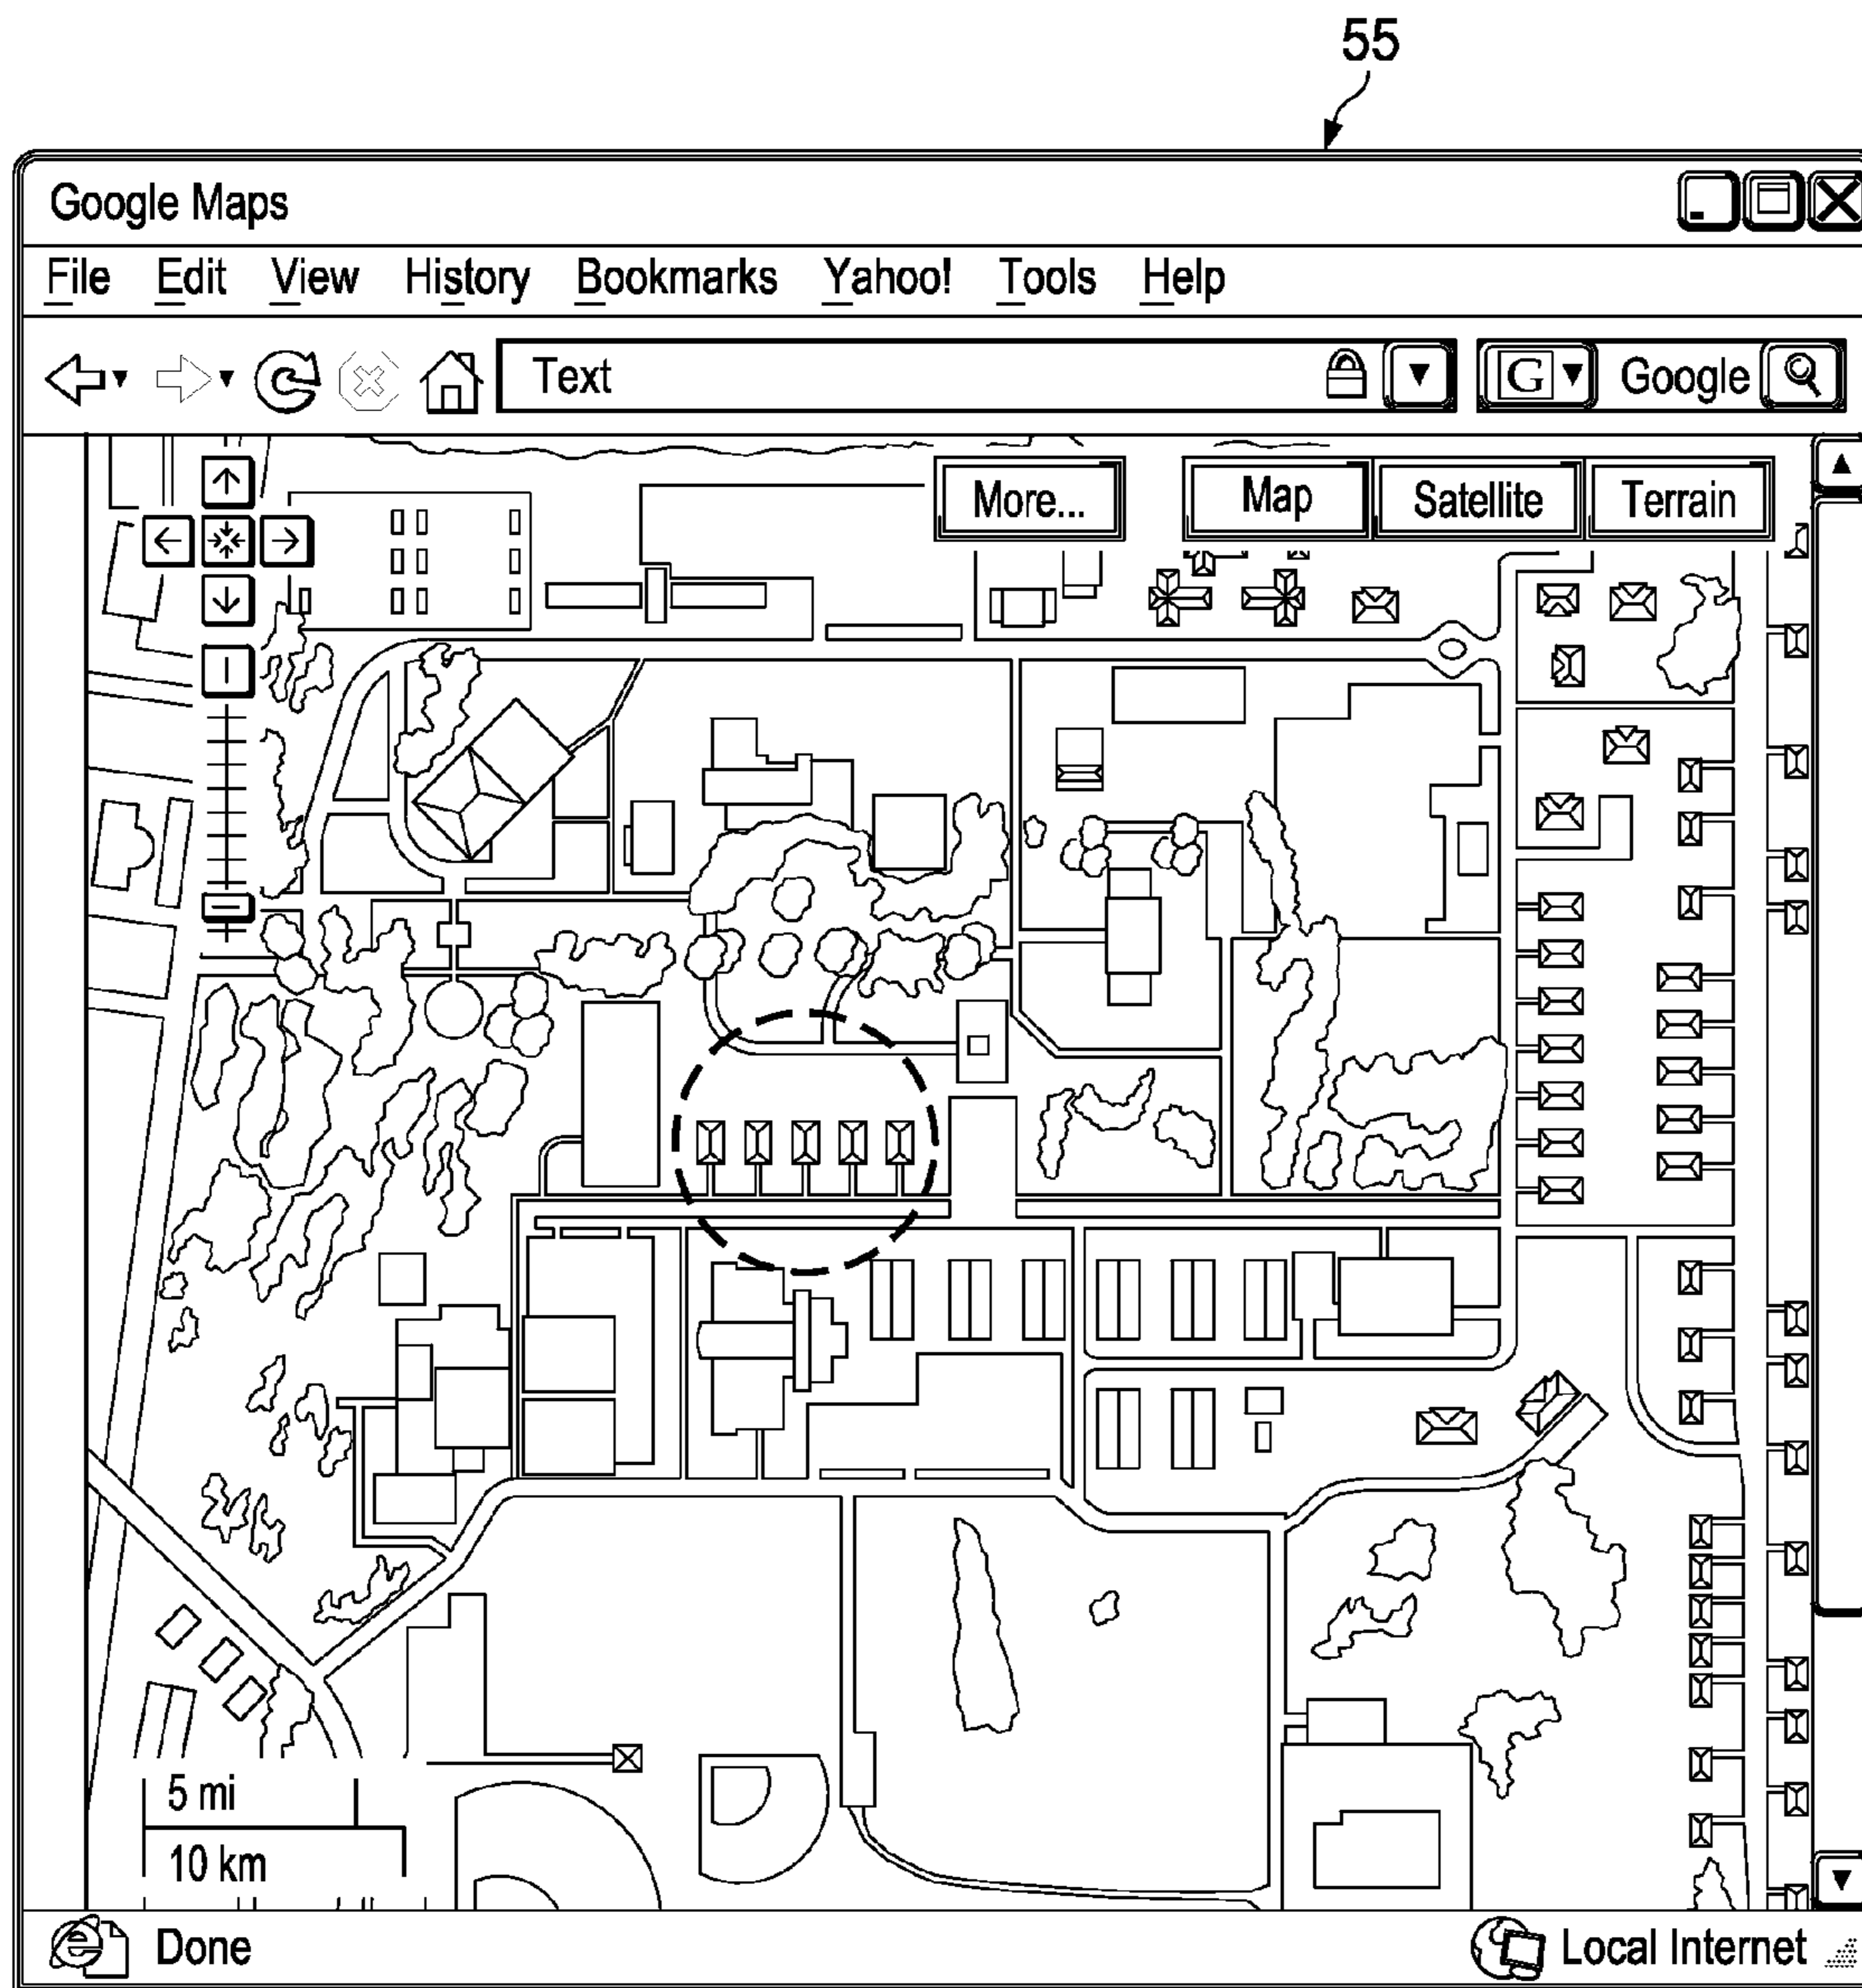 55
Google Maps
File Edit View History Bookmarks Yahoo! Tools Help
Text G Google
More... Map Satellite Terrain
5 mi
10 km
Done Local Internet